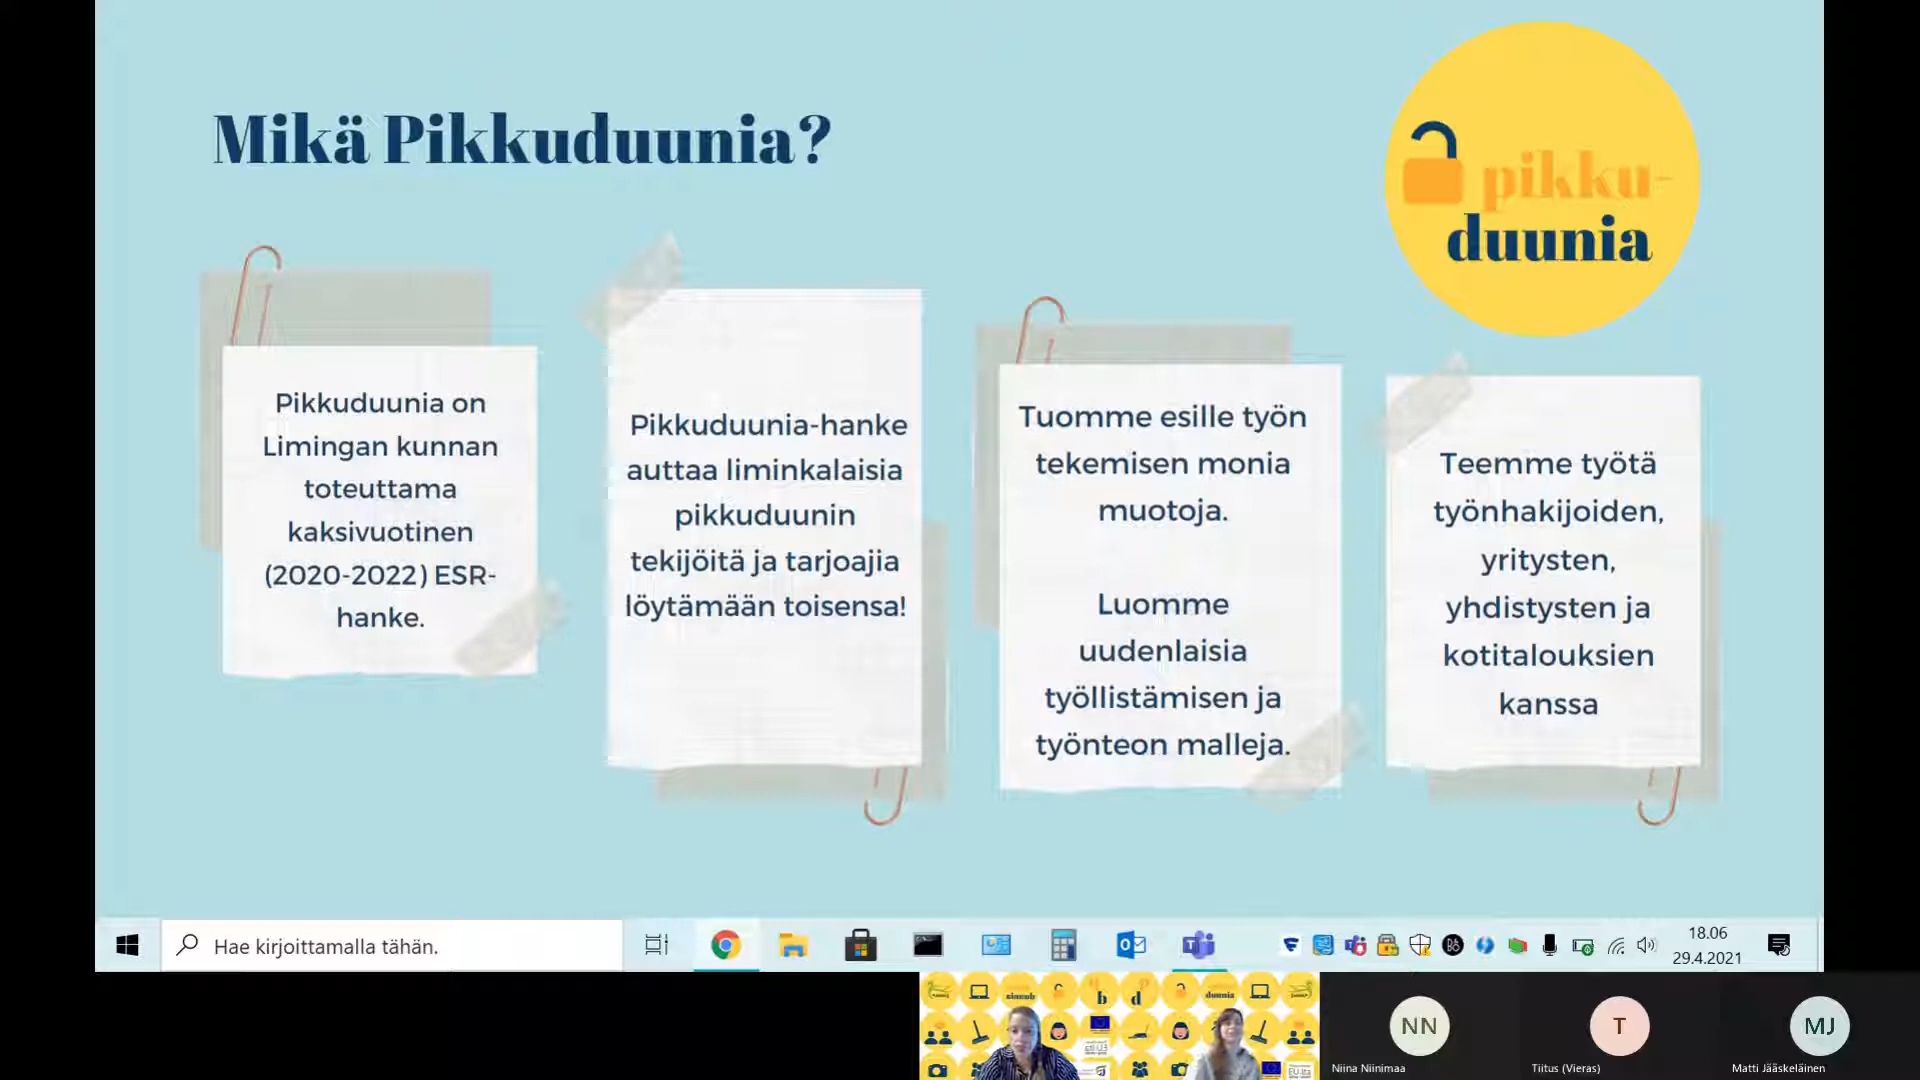 Mikä Pikkuduunia?
pikku-
duunia
Pikkuduunia on
Limingan kunnan
toteuttama
kaksivuotinen
(2020-2022) ESR-
hanke.
Pikkuduunia-hanke
auttaa liminkalaisia
pikkuduunin
tekijöitä ja tarjoajia
löytämään toisensa!
Tuomme esille työn
tekemisen monia
muotoja.
Luomme
uudenlaisia
työllistämisen ja
työnteon malleja.
Teemme työtä
työnhakijoiden,
yritysten,
yhdistysten ja
kotitalouksien
kanssa
Hae kirjoittamalla tähän.
18.06
29.4.2021
NN
T
MJ
Niina Niinimaa
Tiitus (Vieras)
Matti Jääskeläinen